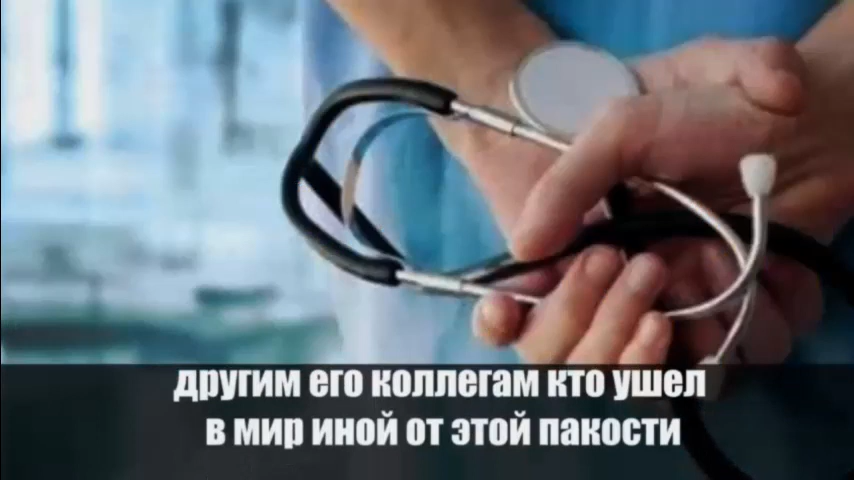 другим его коллегам кто ушел
в мир иной от этой пакости